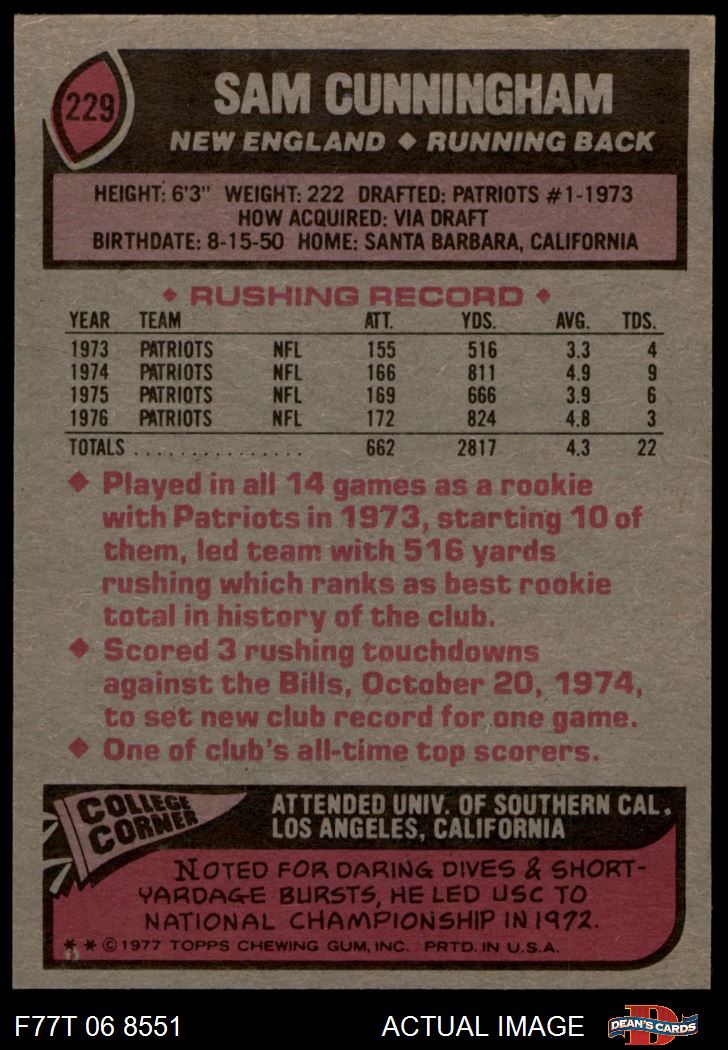 229
SAM CUNNINGHAM
NEW ENGLAND ◆ RUNNING BACK
HEIGHT: 6'3" WEIGHT: 222 DRAFTED: PATRIOTS #1-1973
HOW ACQUIRED: VIA DRAFT
BIRTHDATE: 8-15-50 HOME: SANTA BARBARA, CALIFORNIA
◆ RUSHING RECORD ◆
YEAR TEAM ATT. YDS. AVG. TDS.
1973 PATRIOTS NFL 155 516 3.3 4
1974 PATRIOTS NFL 166 811 4.9 9
1975 PATRIOTS NFL 169 666 3.9 6
1976 PATRIOTS NFL 172 824 4.8 3
TOTALS . . . . . . . . . . . . . . . 662 2817 4.3 22
◆ Played in all 14 games as a rookie
with Patriots in 1973, starting 10 of
them, led team with 516 yards
rushing which ranks as best rookie
total in history of the club.
◆ Scored 3 rushing touchdowns
against the Bills, October 20, 1974,
to set new club record for one game.
◆ One of club's all-time top scorers.
COLLEGE
CORNER
ATTENDED UNIV. OF SOUTHERN CAL.
LOS ANGELES, CALIFORNIA
NOTED FOR DARING DIVES & SHORT-
YARDAGE BURSTS, HE LED USC TO
NATIONAL CHAMPIONSHIP IN 1972.
* * © 1977 TOPPS CHEWING GUM, INC. PRTD. IN U.S.A.
F77T 06 8551 ACTUAL IMAGE
D
DEAN'S CARDS